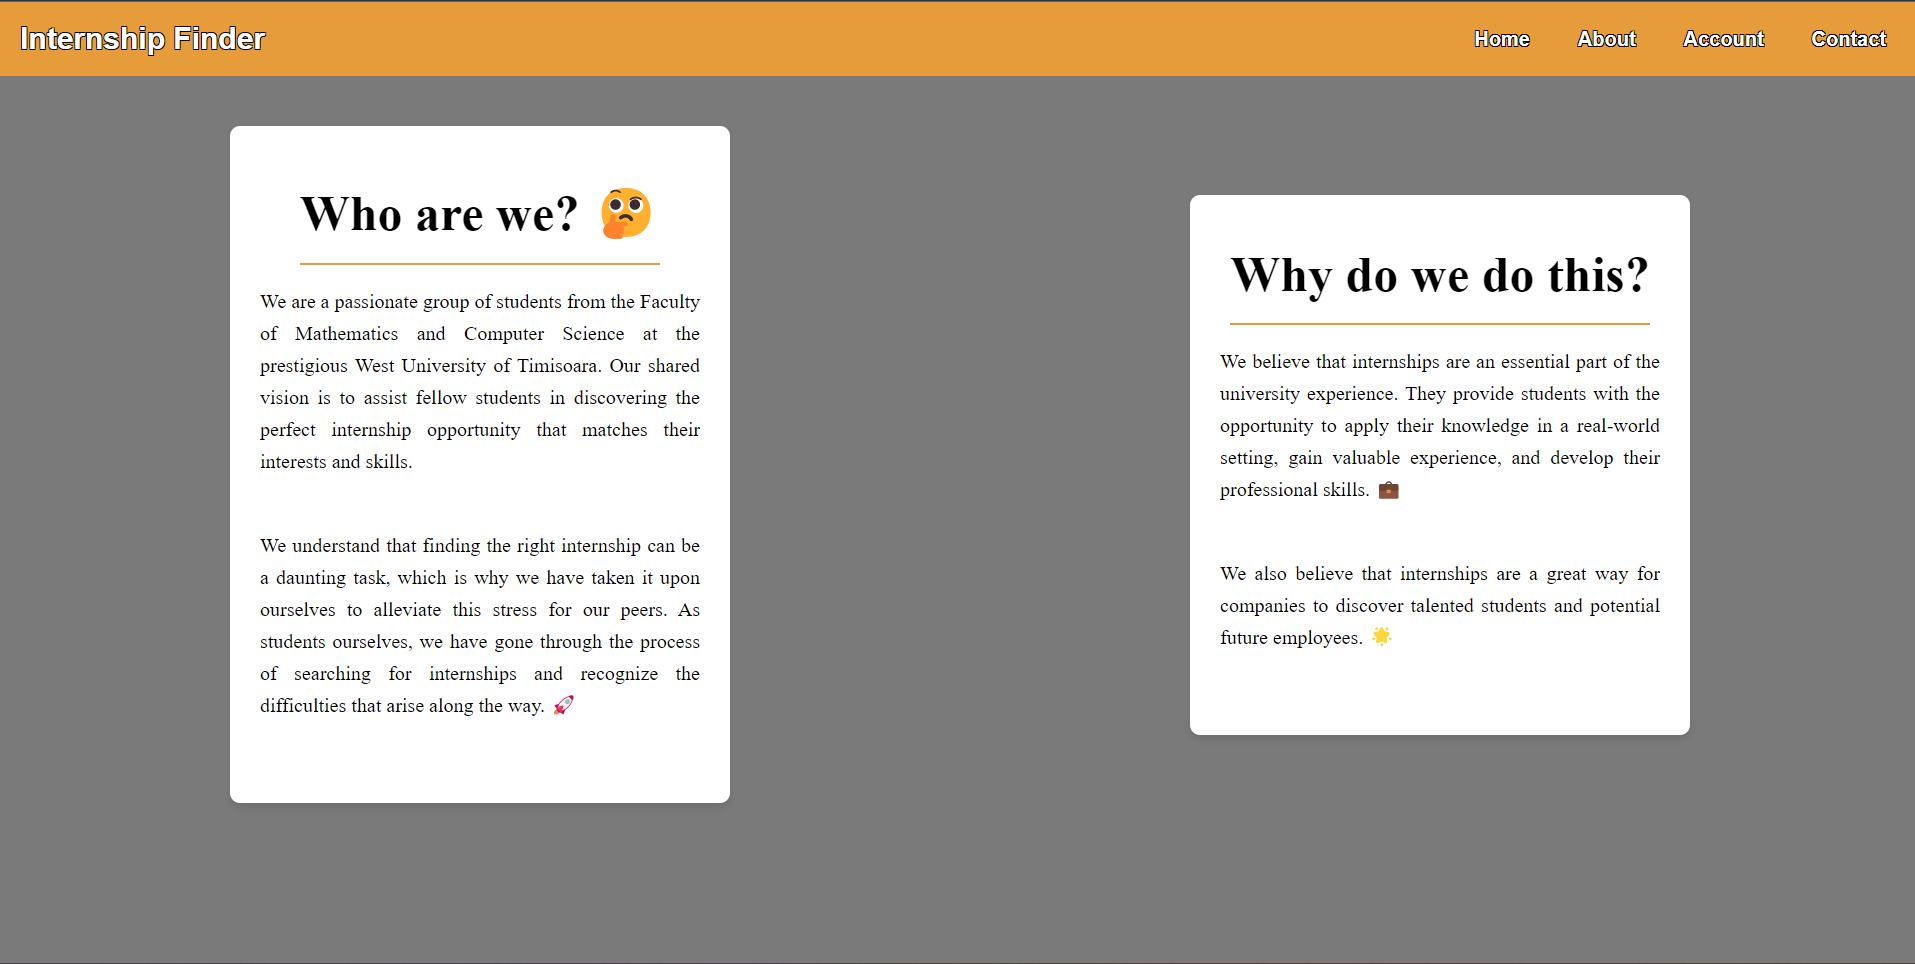 Internship Finder
Home About Account Contact
Who are we? 🤔
We are a passionate group of students from the Faculty
of Mathematics and Computer Science at the
prestigious West University of Timisoara. Our shared
vision is to assist fellow students in discovering the
perfect internship opportunity that matches their
interests and skills.
We understand that finding the right internship can be
a daunting task, which is why we have taken it upon
ourselves to alleviate this stress for our peers. As
students ourselves, we have gone through the process
of searching for internships and recognize the
difficulties that arise along the way. 🚀
Why do we do this?
We believe that internships are an essential part of the
university experience. They provide students with the
opportunity to apply their knowledge in a real-world
setting, gain valuable experience, and develop their
professional skills. 💼
We also believe that internships are a great way for
companies to discover talented students and potential
future employees. 🌟